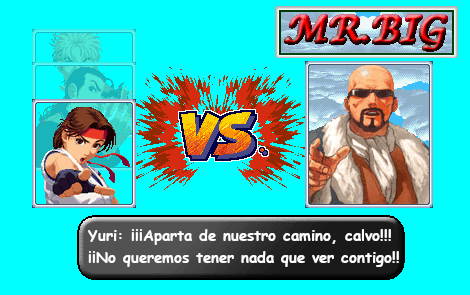 MR.BIG
VS.
Yuri: ¡¡¡Aparta de nuestro camino, calvo!!!
¡¡No queremos tener nada que ver contigo!!